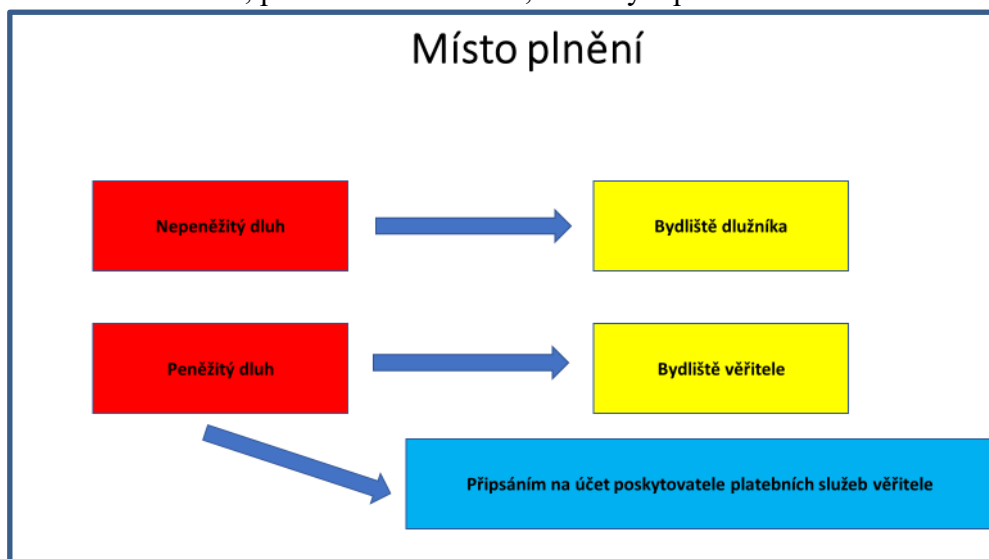 Místo plnění
Nepeněžitý dluh
Bydliště dlužníka
Peněžitý dluh
Bydliště věřitele
Připsáním na účet poskytovatele platebních služeb věřitele